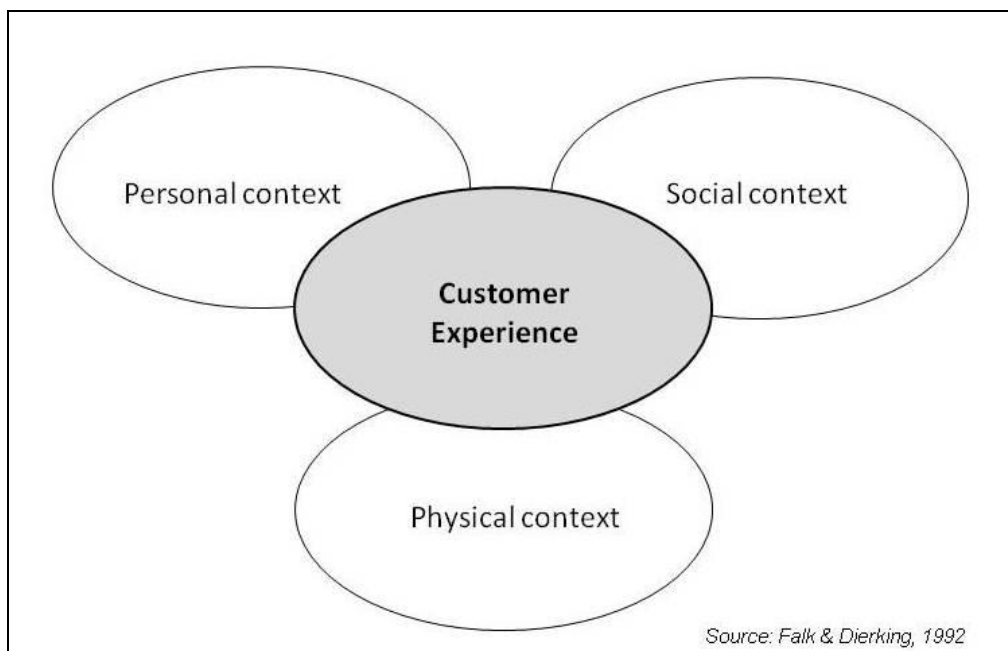 Personal context
Social context
Customer
Experience
Physical context
Source: Falk & Dierking, 1992